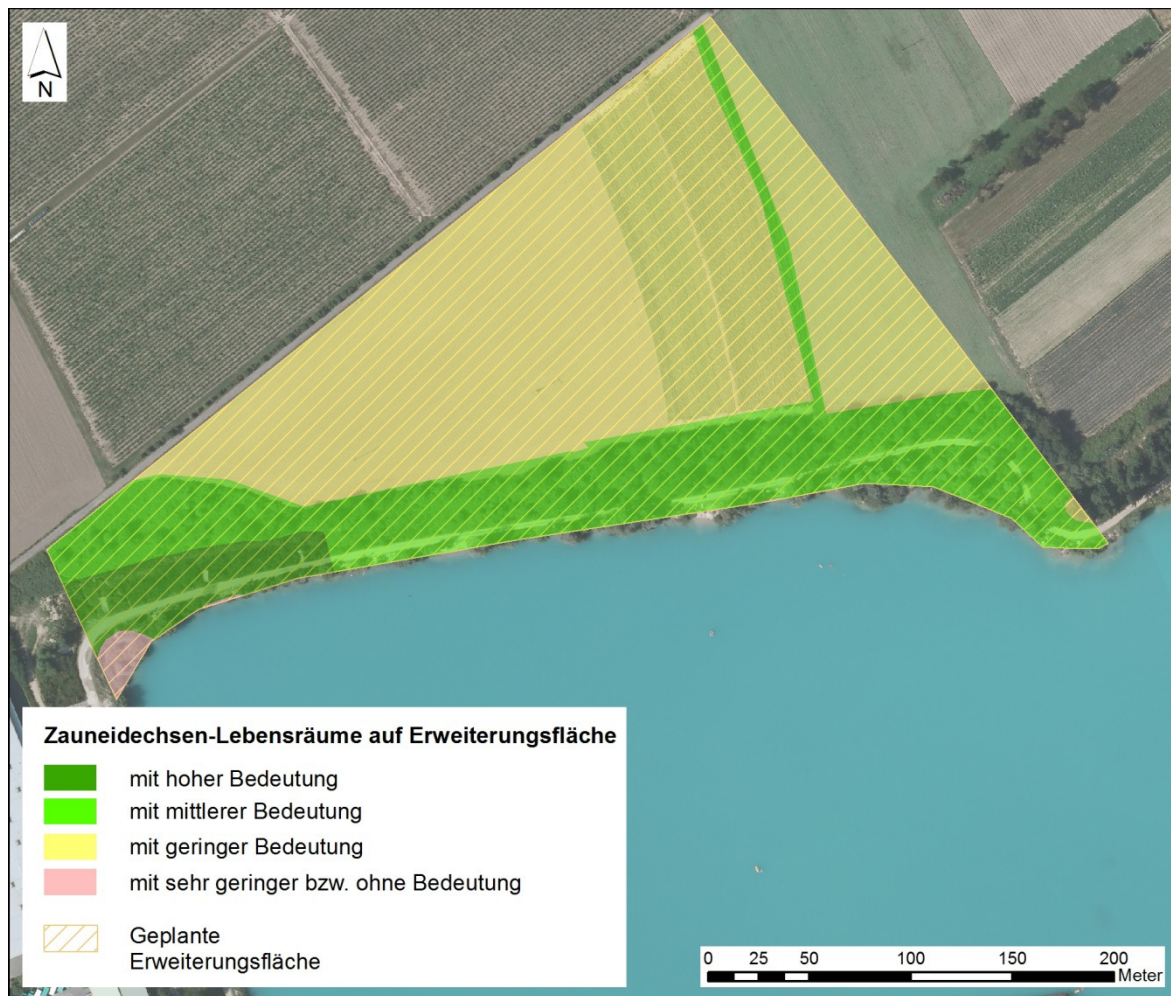 N
Zauneidechsen-Lebensräume auf Erweiterungsfläche
mit hoher Bedeutung
mit mittlerer Bedeutung
mit geringer Bedeutung
mit sehr geringer bzw. ohne Bedeutung
Geplante
Erweiterungsfläche
0 25 50 100 150 200
Meter